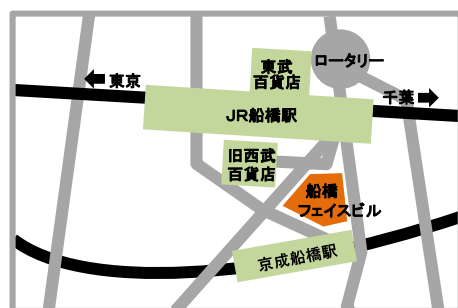 ロータリー
東武
百貨店
東京
千葉
JR船橋駅
旧西武
百貨店
船橋
フェイスビル
京成船橋駅